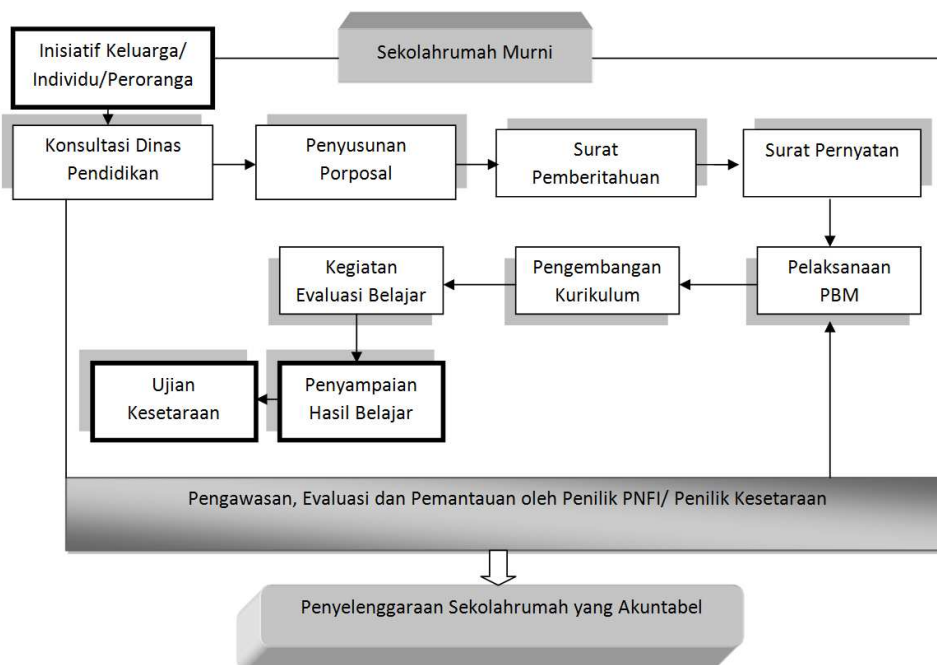 Inisiatif Keluarga/
Individu/Peroranga
Sekolahrumah Murni
Konsultasi Dinas
Pendidikan
Penyusunan
Porposal
Surat
Pemberitahuan
Surat Pernyatan
Pelaksanaan
PBM
Pengembangan
Kurikulum
Kegiatan
Evaluasi Belajar
Penyampaian
Hasil Belajar
Ujian
Kesetaraan
Pengawasan, Evaluasi dan Pemantauan oleh Penilik PNFI/ Penilik Kesetaraan
Penyelenggaraan Sekolahrumah yang Akuntabel